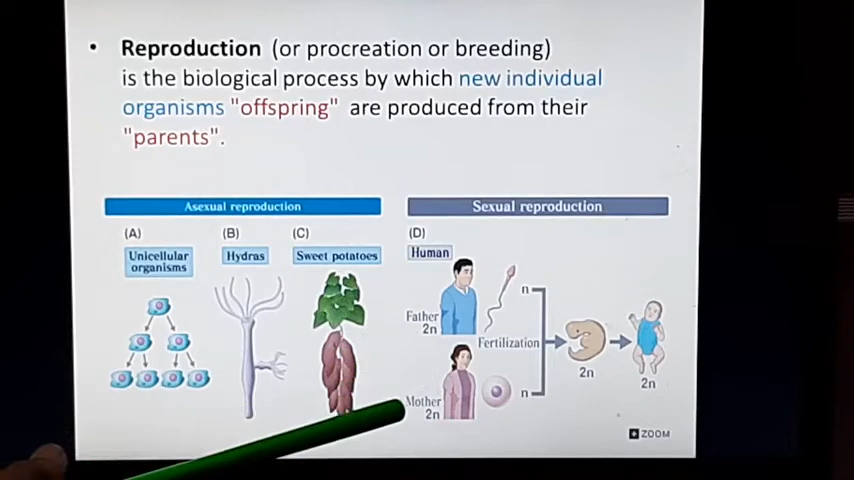 • Reproduction (or procreation or breeding)
is the biological process by which new individual
organisms "offspring" are produced from their
"parents".
Asexual reproduction
Sexual reproduction
(A)
(B)
(C)
(D)
Unicellular
organisms
Hydras
Sweet potatoes
Human
Father
2n
n
Fertilization
2n
2n
Mother
2n
n
ZOOM